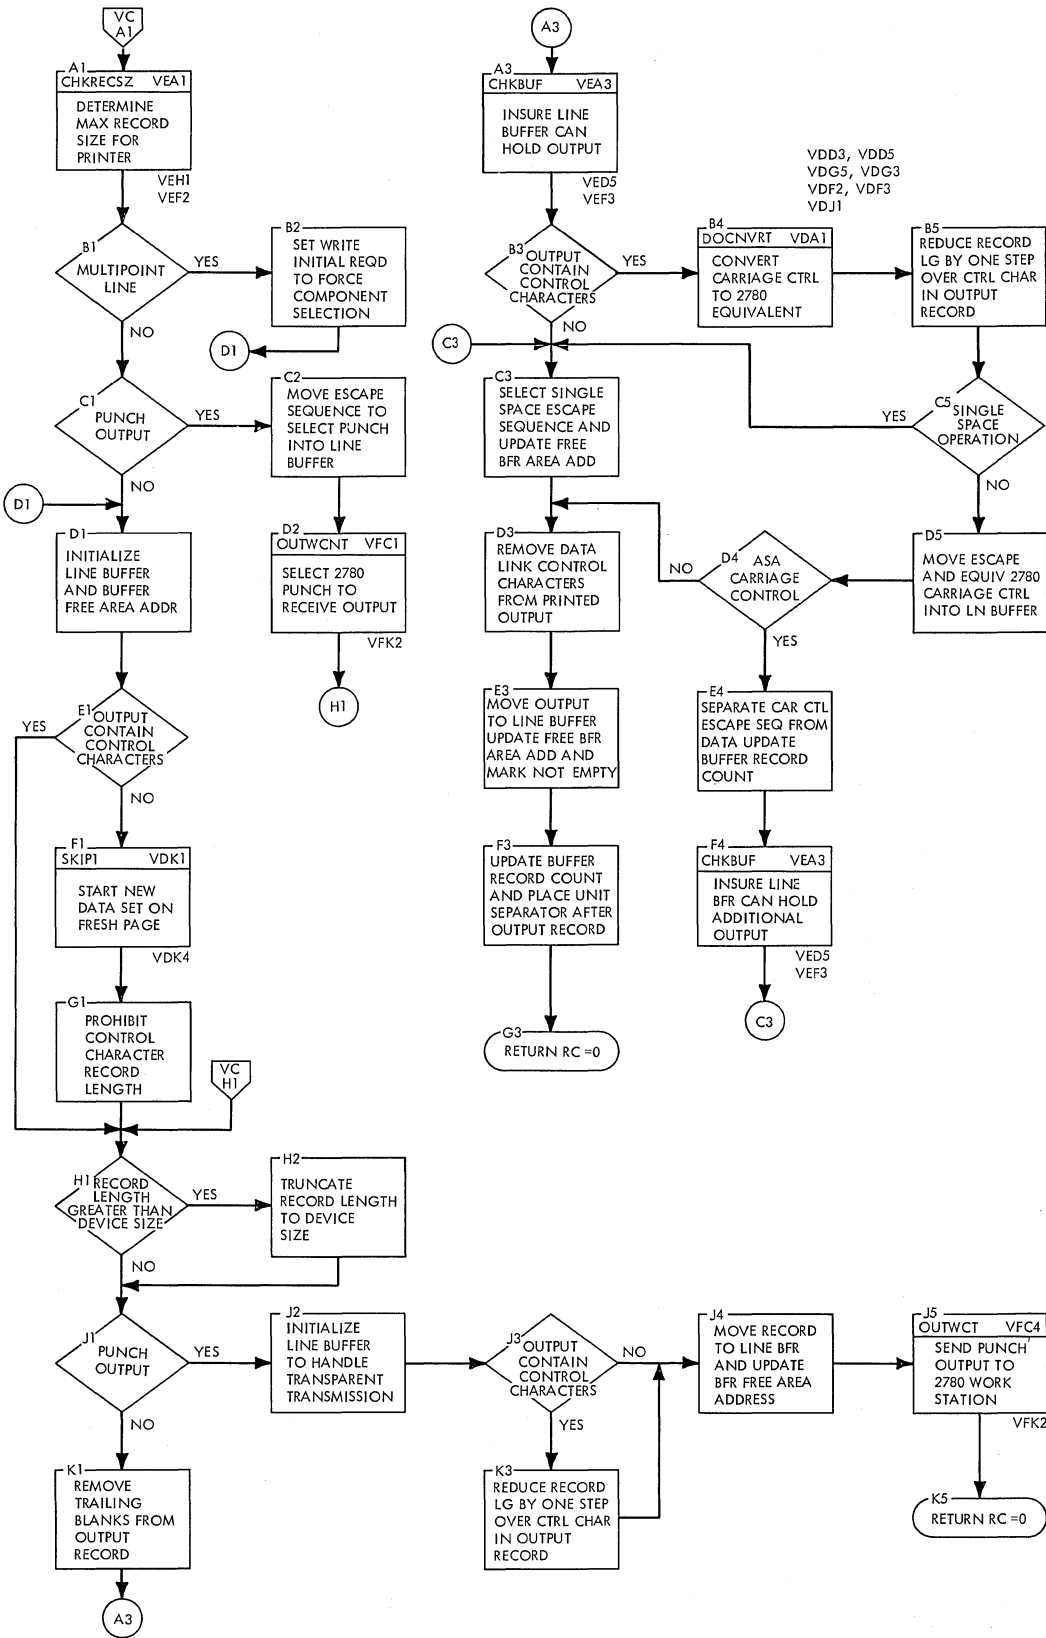 VC
A1
A1
CHKRECSZ VEA1
DETERMINE
MAX RECORD
SIZE FOR
PRINTER
VEH1
VEF2
B1
MULTIPOINT
LINE
YES
NO
B2
SET WRITE
INITIAL REQD
TO FORCE
COMPONENT
SELECTION
D1
C1
PUNCH
OUTPUT
YES
NO
C2
MOVE ESCAPE
SEQUENCE TO
SELECT PUNCH
INTO LINE
BUFFER
D1
D1
INITIALIZE
LINE BUFFER
AND BUFFER
FREE AREA ADDR
D2
OUTWCNT VFC1
SELECT 2780
PUNCH TO
RECEIVE OUTPUT
VFK2
H1
E1
OUTPUT
CONTAIN
CONTROL
CHARACTERS
YES
NO
F1
SKIP1 VDK1
START NEW
DATA SET ON
FRESH PAGE
VDK4
G1
PROHIBIT
CONTROL
CHARACTER
RECORD
LENGTH
VC
H1
H1
RECORD
LENGTH
GREATER THAN
DEVICE SIZE
YES
NO
H2
TRUNCATE
RECORD LENGTH
TO DEVICE
SIZE
J1
PUNCH
OUTPUT
YES
NO
J2
INITIALIZE
LINE BUFFER
TO HANDLE
TRANSPARENT
TRANSMISSION
K1
REMOVE
TRAILING
BLANKS FROM
OUTPUT
RECORD
A3
A3
A3
CHKBUF VEA3
INSURE LINE
BUFFER CAN
HOLD OUTPUT
VED5
VEF3
B3
OUTPUT
CONTAIN
CONTROL
CHARACTERS
YES
NO
VDD3, VDD5
VDG5, VDG3
VDF2, VDF3
VDJ1
B4
DOCNVRT VDA1
CONVERT
CARRIAGE CTRL
TO 2780
EQUIVALENT
B5
REDUCE RECORD
LG BY ONE STEP
OVER CTRL CHAR
IN OUTPUT
RECORD
C3
C3
SELECT SINGLE
SPACE ESCAPE
SEQUENCE AND
UPDATE FREE
BFR AREA ADD
C5
SINGLE
SPACE
OPERATION
YES
NO
D3
REMOVE DATA
LINK CONTROL
CHARACTERS
FROM PRINTED
OUTPUT
D4
ASA
CARRIAGE
CONTROL
NO
YES
D5
MOVE ESCAPE
AND EQUIV 2780
CARRIAGE CTRL
INTO LN BUFFER
E3
MOVE OUTPUT
TO LINE BUFFER
UPDATE FREE BFR
AREA ADD AND
MARK NOT EMPTY
E4
SEPARATE CAR CTL
ESCAPE SEQ FROM
DATA UPDATE
BUFFER RECORD
COUNT
F3
UPDATE BUFFER
RECORD COUNT
AND PLACE UNIT
SEPARATOR AFTER
OUTPUT RECORD
F4
CHKBUF VEA3
INSURE LINE
BFR CAN HOLD
ADDITIONAL
OUTPUT
VED5
VEF3
C3
G3
RETURN RC =0
J3
OUTPUT
CONTAIN
CONTROL
CHARACTERS
NO
YES
K3
REDUCE RECORD
LG BY ONE STEP
OVER CTRL CHAR
IN OUTPUT
RECORD
J4
MOVE RECORD
TO LINE BFR
AND UPDATE
BFR FREE AREA
ADDRESS
J5
OUTWCT VFC4
SEND PUNCH
OUTPUT TO
2780 WORK
STATION
VFK2
K5
RETURN RC =0